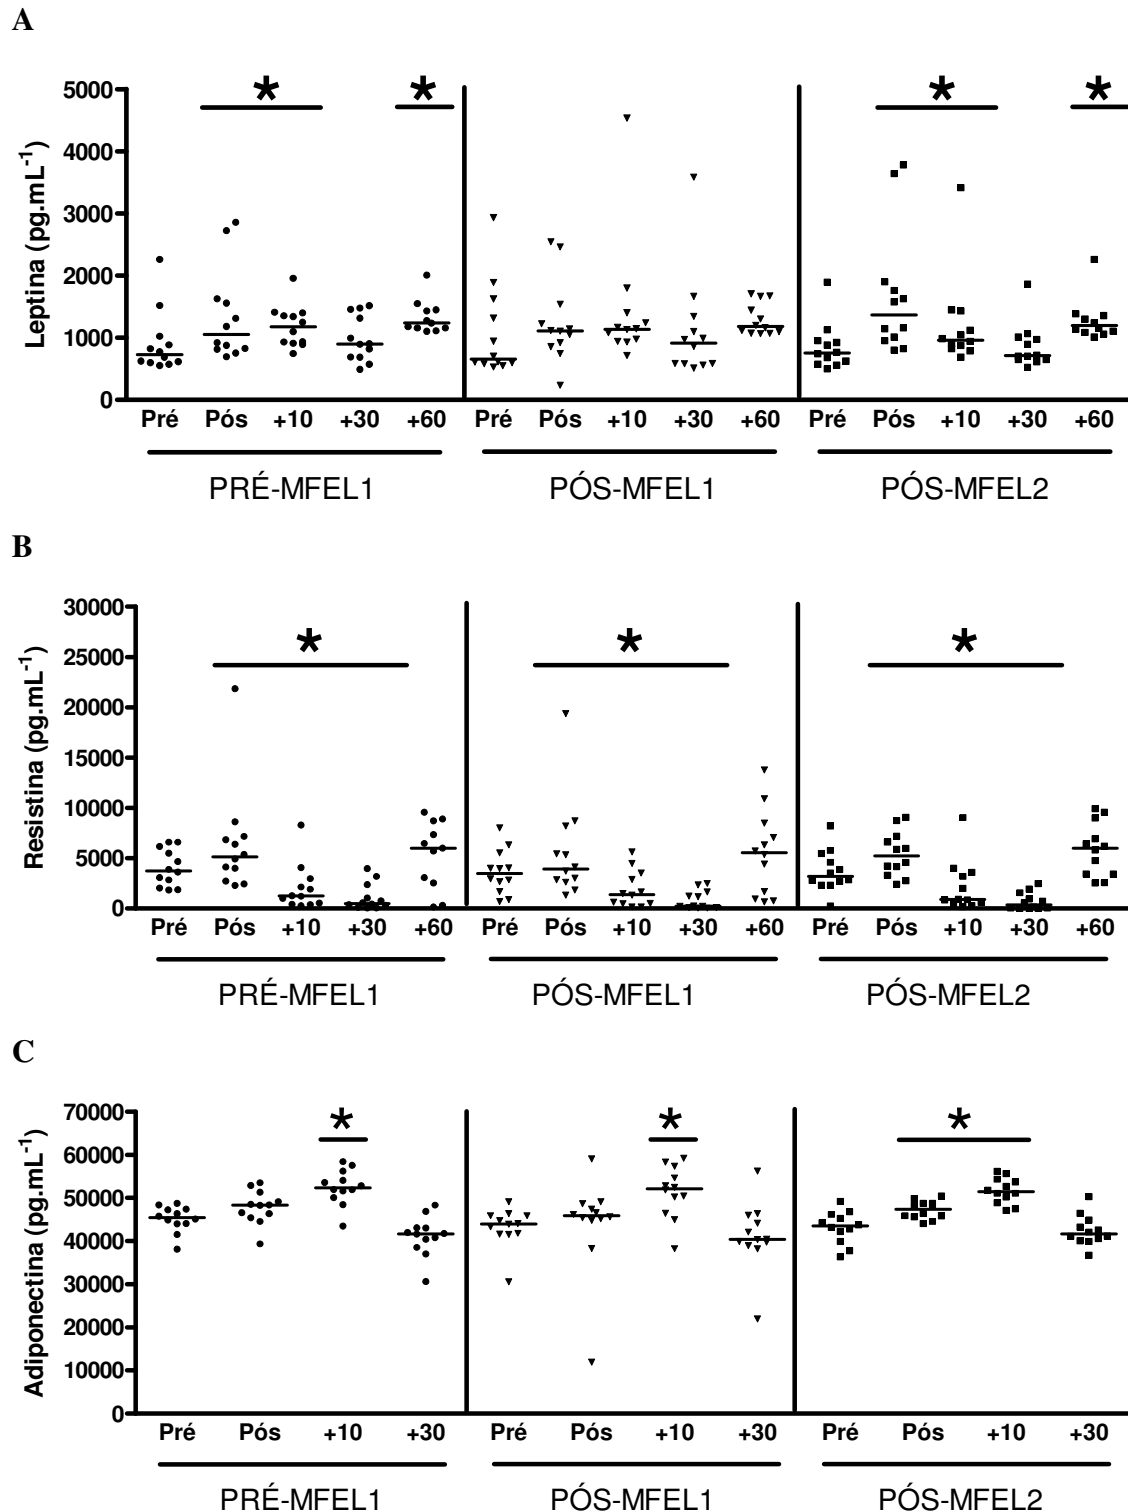 A
* * * *
5000
4000
3000
2000
1000
0
Leptina (pg.mL-1)
Pré Pós +10 +30 +60 Pré Pós +10 +30 +60 Pré Pós +10 +30 +60
PRÉ-MFEL1 PÓS-MFEL1 PÓS-MFEL2
B
* * *
30000
25000
20000
15000
10000
5000
0
Resistina (pg.mL-1)
Pré Pós +10 +30 +60 Pré Pós +10 +30 +60 Pré Pós +10 +30 +60
PRÉ-MFEL1 PÓS-MFEL1 PÓS-MFEL2
C
* * *
70000
60000
50000
40000
30000
20000
10000
0
Adiponectina (pg.mL-1)
Pré Pós +10 +30 Pré Pós +10 +30 Pré Pós +10 +30
PRÉ-MFEL1 PÓS-MFEL1 PÓS-MFEL2